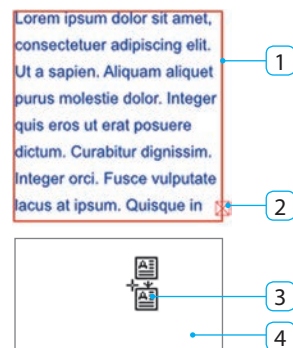 Lorem ipsum dolor sit amet,
consectetuer adipiscing elit.
Ut a sapien. Aliquam aliquet
purus molestie dolor. Integer
quis eros ut erat posuere
dictum. Curabitur dignissim.
Integer orci. Fusce vulputate
lacus at ipsum. Quisque in
1
2
A
A
3
4